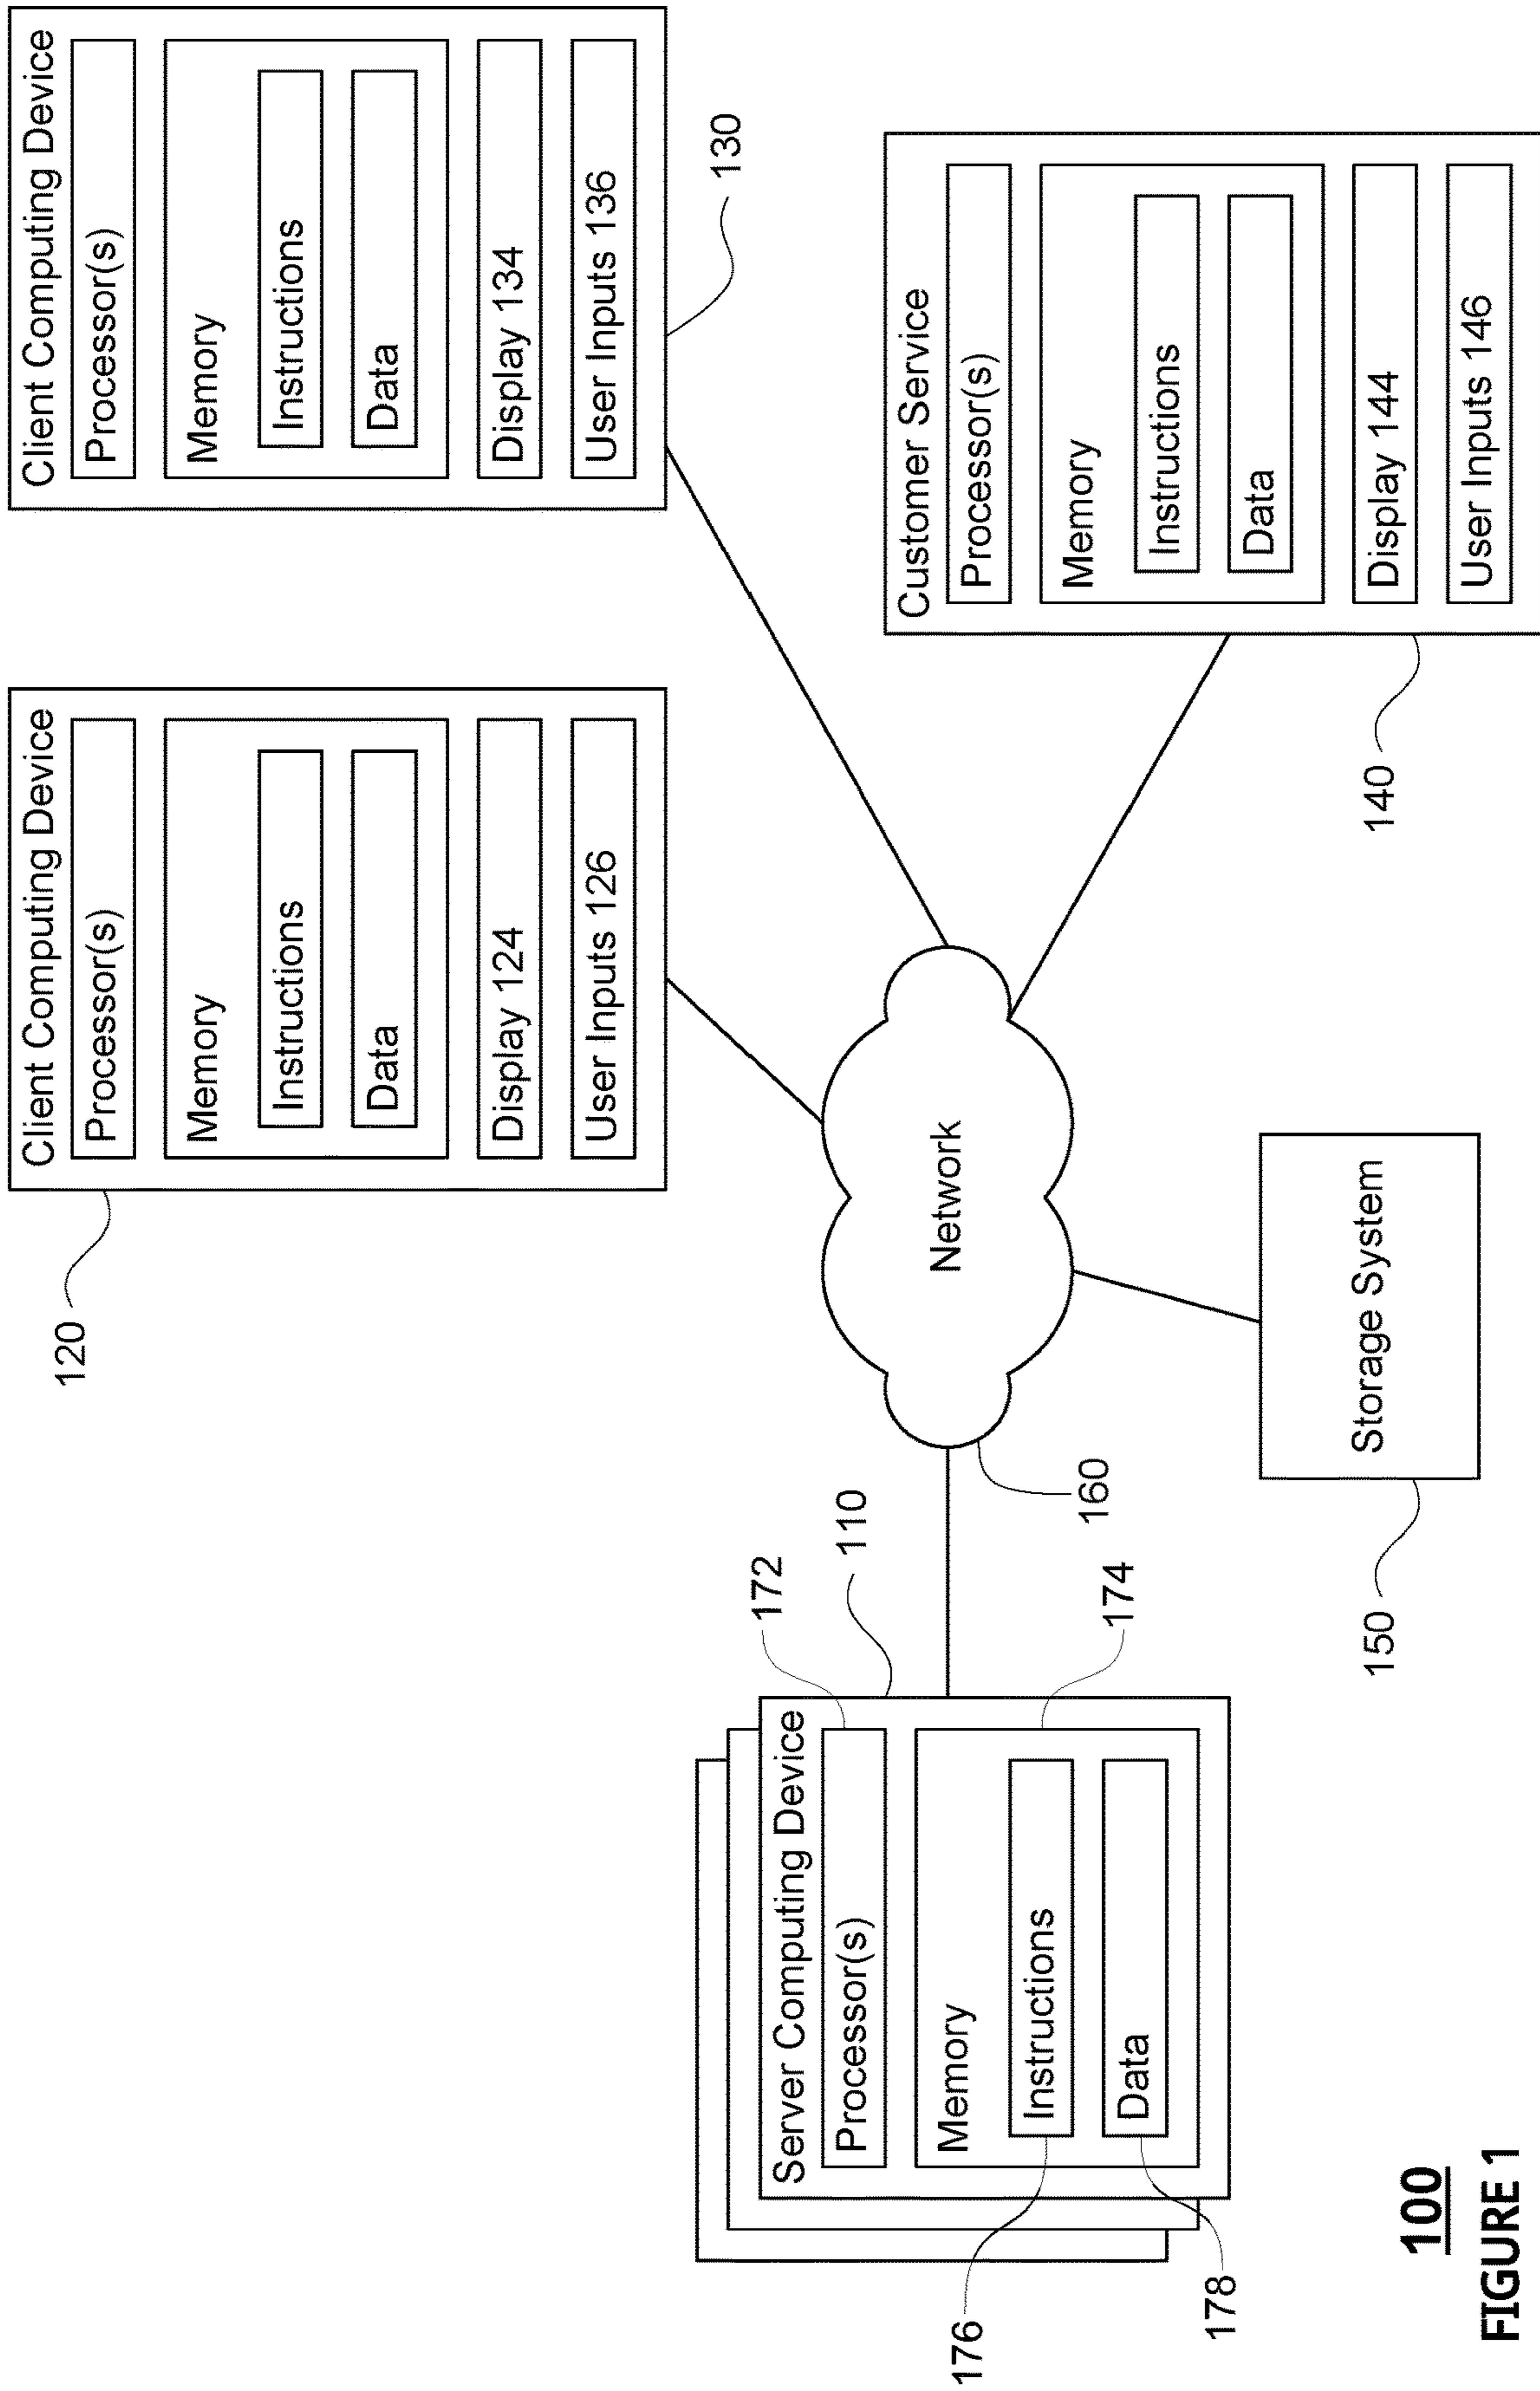 Client Computing Device
Processor(s)
Memory
Instructions
Data
Display 124
User Inputs 126
120
Client Computing Device
Processor(s)
Memory
Instructions
Data
Display 134
User Inputs 136
130
Server Computing Device
Processor(s)
Memory
Instructions
Data
172
110
174
176
178
Network
160
Customer Service
Processor(s)
Memory
Instructions
Data
Display 144
User Inputs 146
140
Storage System
150
100
FIGURE 1